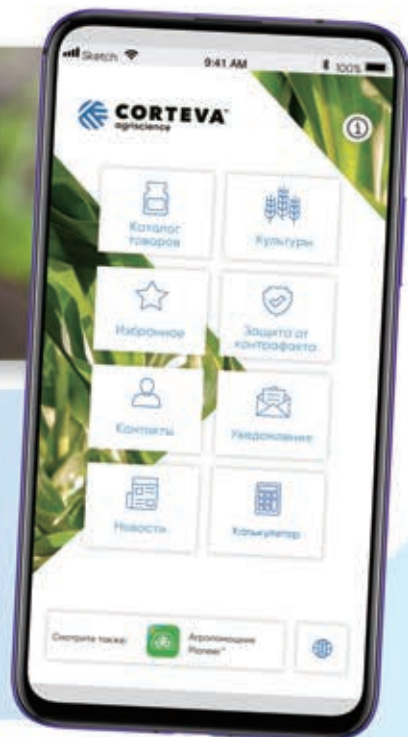 Sketch
9:41 AM
100%
CORTEVA™
agriscience
Каталог
товаров
Культуры
Избранное
Защита от
контрафакта
Контакты
Уведомления
Новости
Калькулятор
Смотрите также:
Агропомощник
Pioneer®